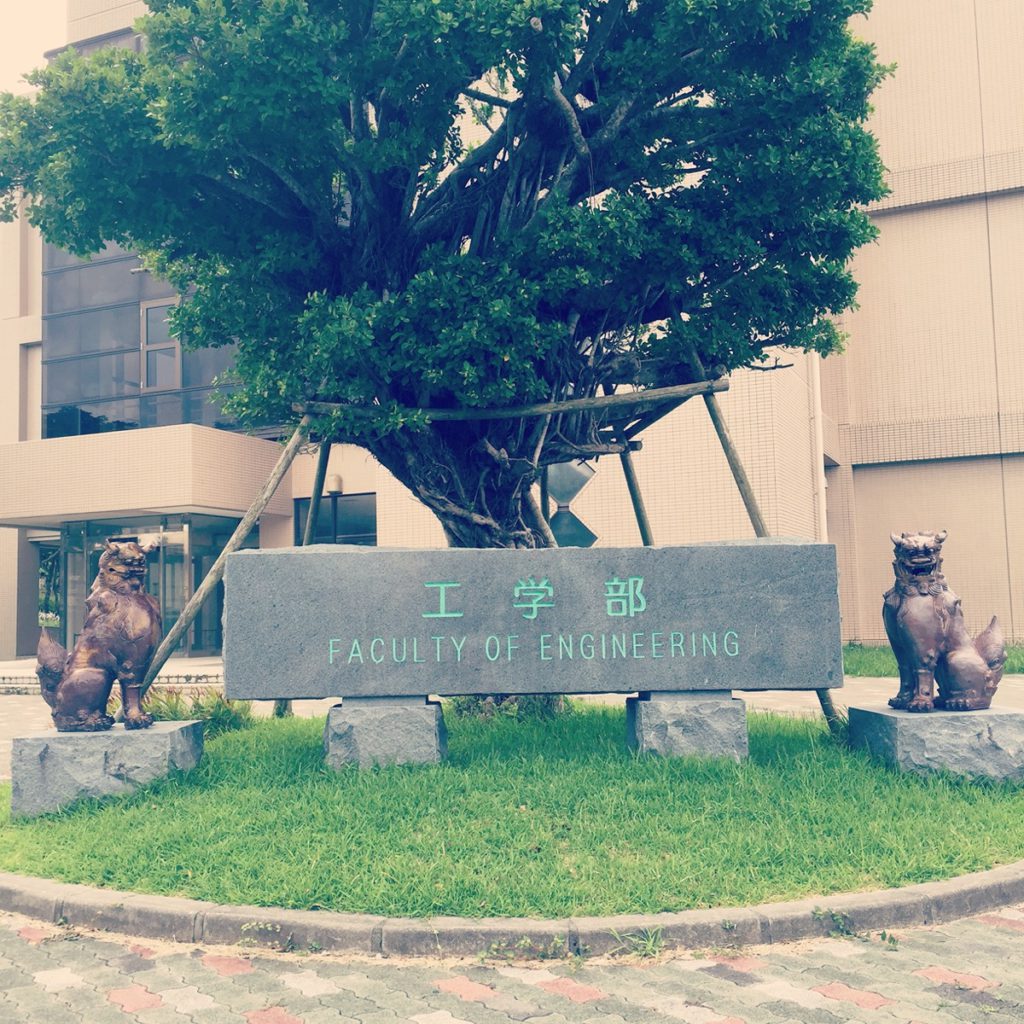 工学部
FACULTY OF ENGINEERING